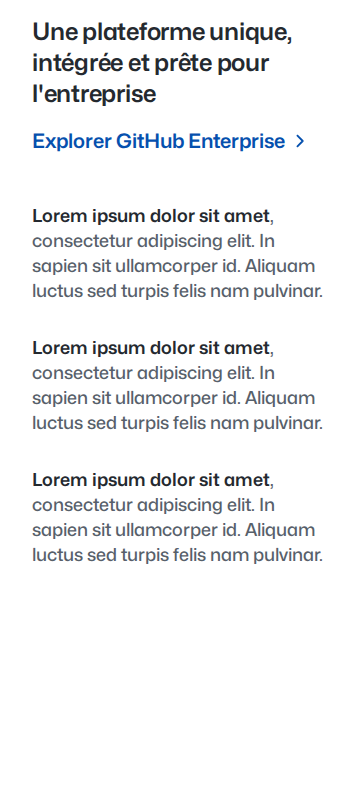 Une plateforme unique,
intégrée et prête pour
l'entreprise
Explorer GitHub Enterprise
Lorem ipsum dolor sit amet,
consectetur adipiscing elit. In
sapien sit ullamcorper id. Aliquam
luctus sed turpis felis nam pulvinar.
Lorem ipsum dolor sit amet,
consectetur adipiscing elit. In
sapien sit ullamcorper id. Aliquam
luctus sed turpis felis nam pulvinar.
Lorem ipsum dolor sit amet,
consectetur adipiscing elit. In
sapien sit ullamcorper id. Aliquam
luctus sed turpis felis nam pulvinar.